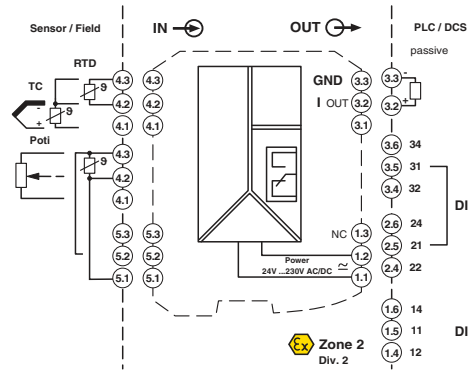 Sensor / Field
IN
OUT
PLC / DCS
passive
RTD
TC
-
+
ϑ
ϑ
4.3
4.2
4.1
4.3
4.2
4.1
GND
I OUT
3.3
3.2
3.1
3.3
3.2
-
+
Poti
ϑ
4.3
4.2
4.1
3.6 34
3.5 31
3.4 32
DI
5.3
5.2
5.1
5.3
5.2
5.1
NC
1.3
1.2
1.1
Power
24V ...230V AC/DC
2.6 24
2.5 21
2.4 22
Ex
Zone 2
Div. 2
1.6 14
1.5 11
1.4 12
DI